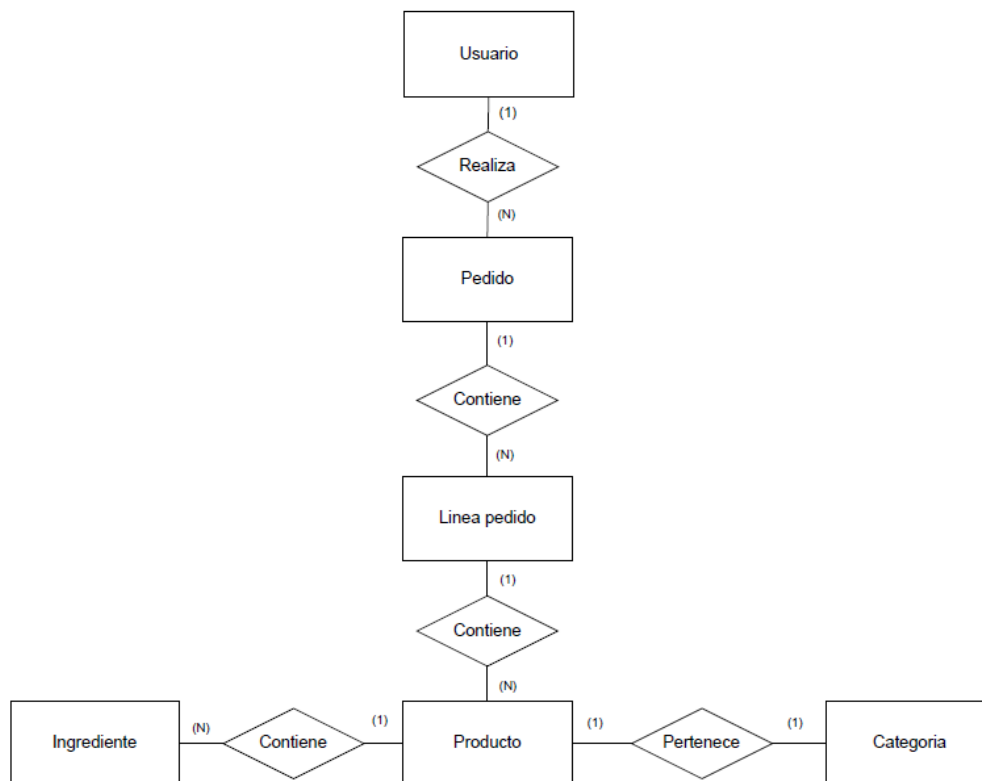 Usuario
(1)
Realiza
(N)
Pedido
(1)
Contiene
(N)
Linea pedido
(1)
Contiene
(N)
Ingrediente (N) Contiene (1) Producto (1) Pertenece (1) Categoria